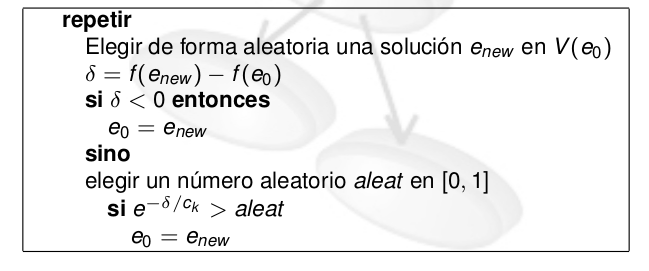 repetir
Elegir de forma aleatoria una solución e_new en V(e_0)
δ = f(e_new) − f(e_0)
si δ < 0 entonces
e_0 = e_new
sino
elegir un número aleatorio aleat en [0, 1]
si e^{−δ/c_k} > aleat
e_0 = e_new